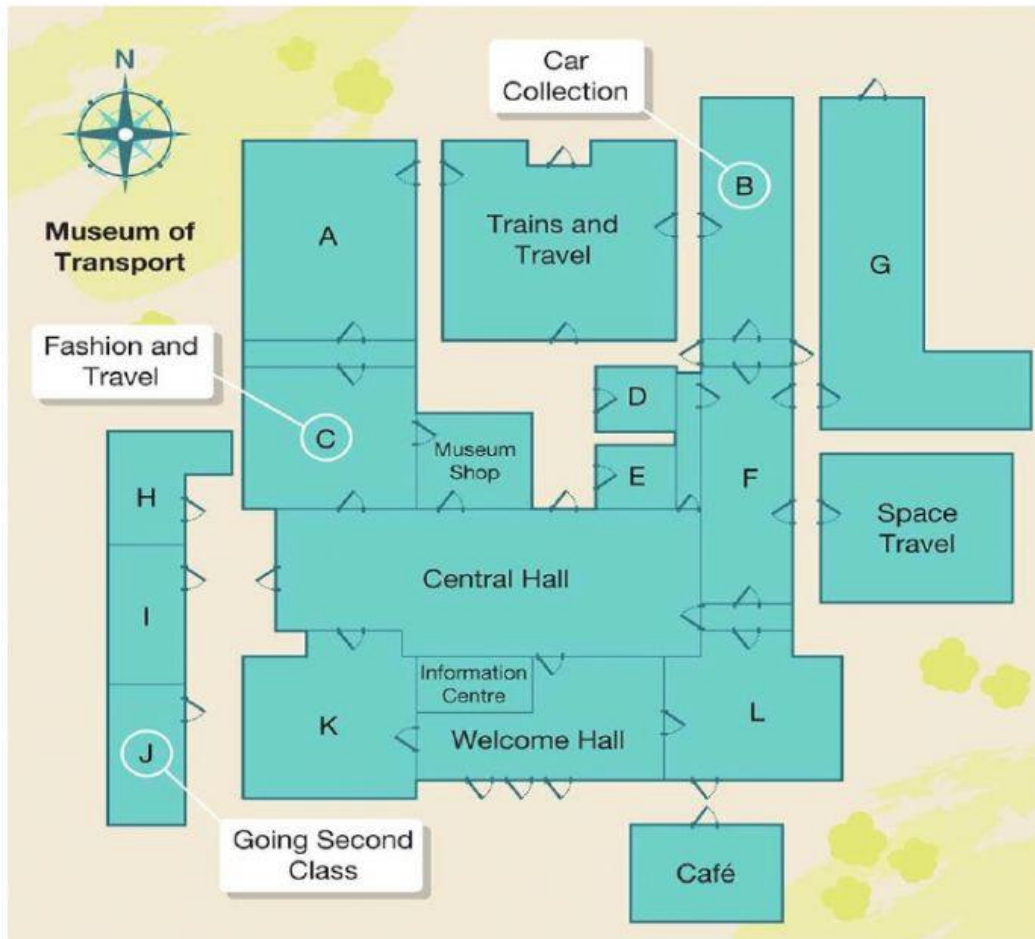 N
Museum of
Transport
Car
Collection
B
A
Trains and
Travel
G
Fashion and
Travel
C
Museum
Shop
D
E
F
Space
Travel
H
I
J
Central Hall
Information
Centre
K
Welcome Hall
L
Going Second
Class
Café